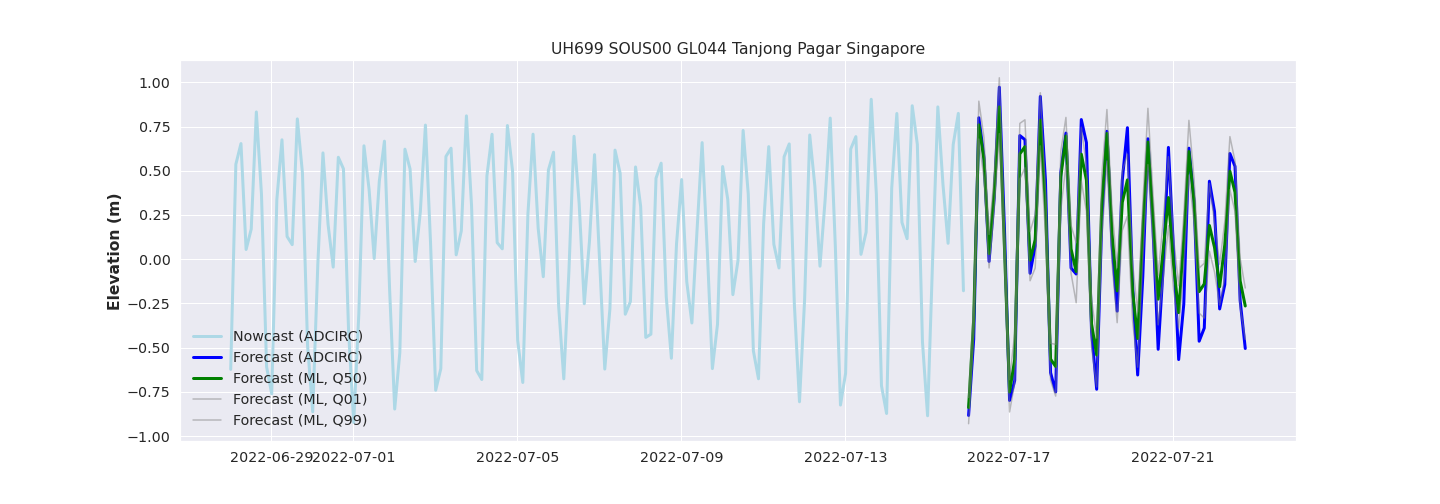 UH699 SOUS00 GL044 Tanjong Pagar Singapore
Elevation (m)
1.00
0.75
0.50
0.25
0.00
−0.25
−0.50
−0.75
−1.00
Nowcast (ADCIRC)
Forecast (ADCIRC)
Forecast (ML, Q50)
Forecast (ML, Q01)
Forecast (ML, Q99)
2022-06-29 2022-07-01 2022-07-05 2022-07-09 2022-07-13 2022-07-17 2022-07-21